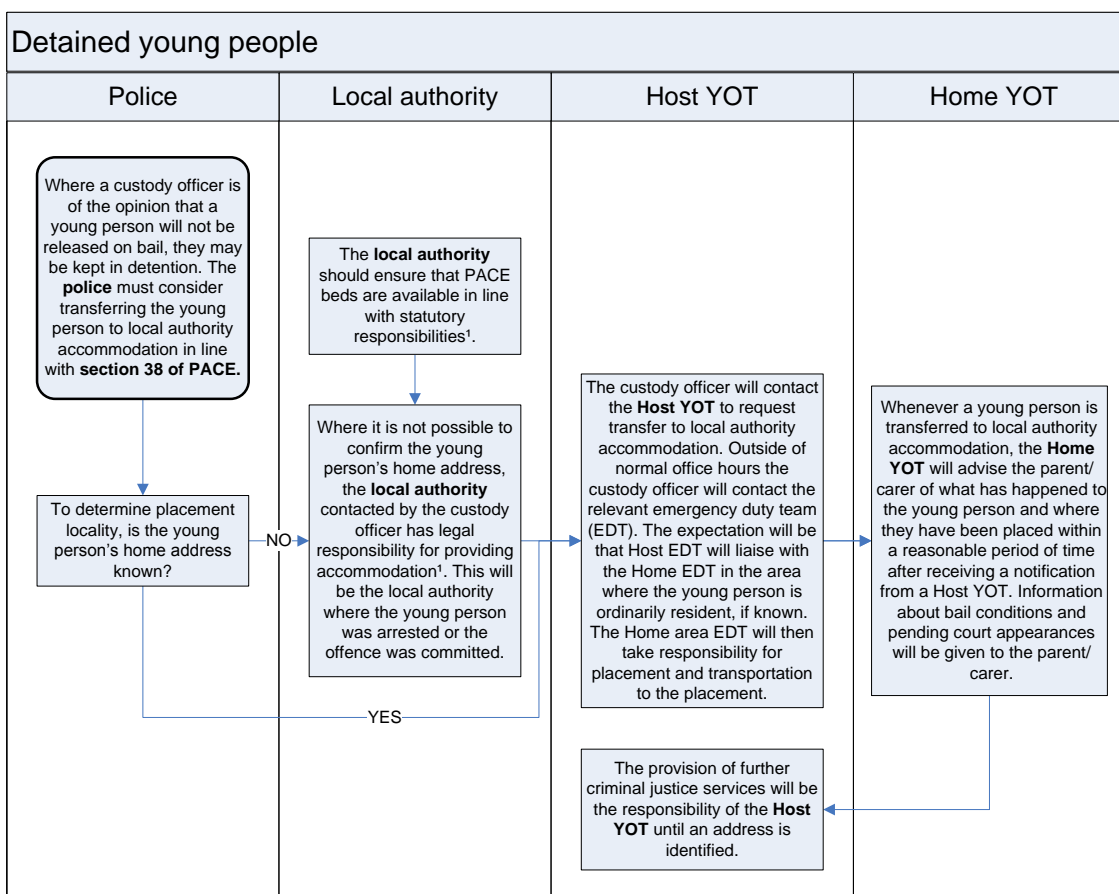 Detained young people
Police
Local authority
Host YOT
Home YOT
Where a custody officer is
of the opinion that a
young person will not be
released on bail, they may
be kept in detention. The
police must consider
transferring the young
person to local authority
accommodation in line
with section 38 of PACE.
To determine placement
locality, is the young
person's home address
known?
NO
YES
The local authority
should ensure that PACE
beds are available in line
with statutory
responsibilities¹.
Where it is not possible to
confirm the young
person's home address,
the local authority
contacted by the custody
officer has legal
responsibility for providing
accommodation¹. This will
be the local authority
where the young person
was arrested or the
offence was committed.
The custody officer will contact
the Host YOT to request
transfer to local authority
accommodation. Outside of
normal office hours the
custody officer will contact the
relevant emergency duty team
(EDT). The expectation will be
that Host EDT will liaise with
the Home EDT in the area
where the young person is
ordinarily resident, if known.
The Home area EDT will then
take responsibility for
placement and transportation
to the placement.
Whenever a young person is
transferred to local authority
accommodation, the Home
YOT will advise the parent/
carer of what has happened to
the young person and where
they have been placed within
a reasonable period of time
after receiving a notification
from a Host YOT. Information
about bail conditions and
pending court appearances
will be given to the parent/
carer.
The provision of further
criminal justice services will be
the responsibility of the Host
YOT until an address is
identified.